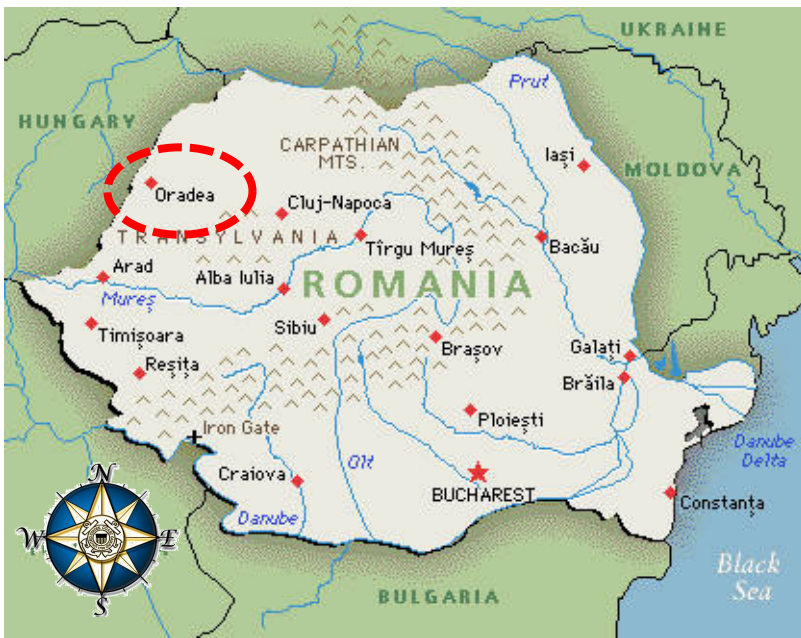 UKRAINE
Prut
HUNGARY
CARPATHIAN
MTS.
Iași
MOLDOVA
Oradea
Cluj-Napoca
TRANSYLVANIA
Tîrgu Mureș
Bacău
Arad
Alba Iulia
ROMANIA
Mureș
Timișoara
Sibiu
Brașov
Galați
Reșița
Brăila
Ploiești
Iron Gate
Danube
Delta
Craiova
Olt
BUCHAREST
Constanța
Danube
N
W
E
S
Black
Sea
BULGARIA